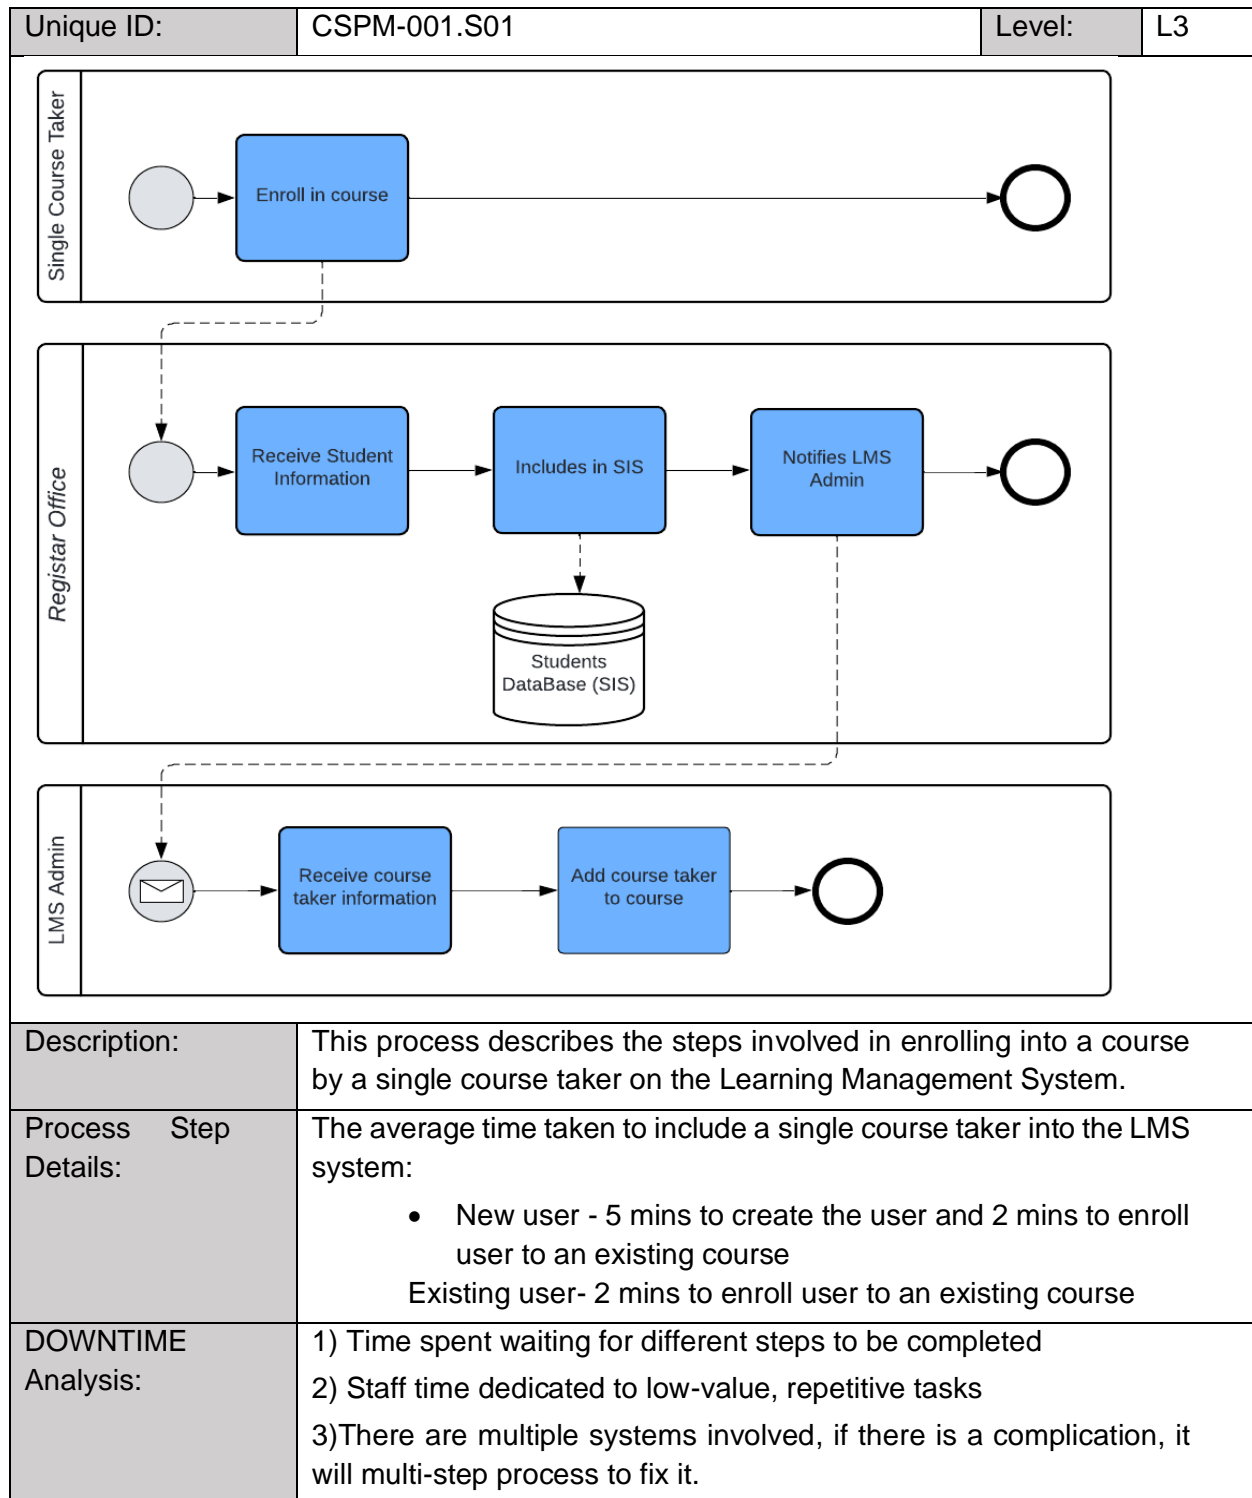 Unique ID: CSPM-001.S01 Level: L3
Single Course Taker
Enroll in course
Registar Office
Receive Student
Information
Includes in SIS
Notifies LMS
Admin
Students
DataBase (SIS)
LMS Admin
Receive course
taker information
Add course taker
to course
Description: This process describes the steps involved in enrolling into a course
by a single course taker on the Learning Management System.
Process Step The average time taken to include a single course taker into the LMS
Details: system:
• New user - 5 mins to create the user and 2 mins to enroll
user to an existing course
Existing user- 2 mins to enroll user to an existing course
DOWNTIME 1) Time spent waiting for different steps to be completed
Analysis: 2) Staff time dedicated to low-value, repetitive tasks
3)There are multiple systems involved, if there is a complication, it
will multi-step process to fix it.